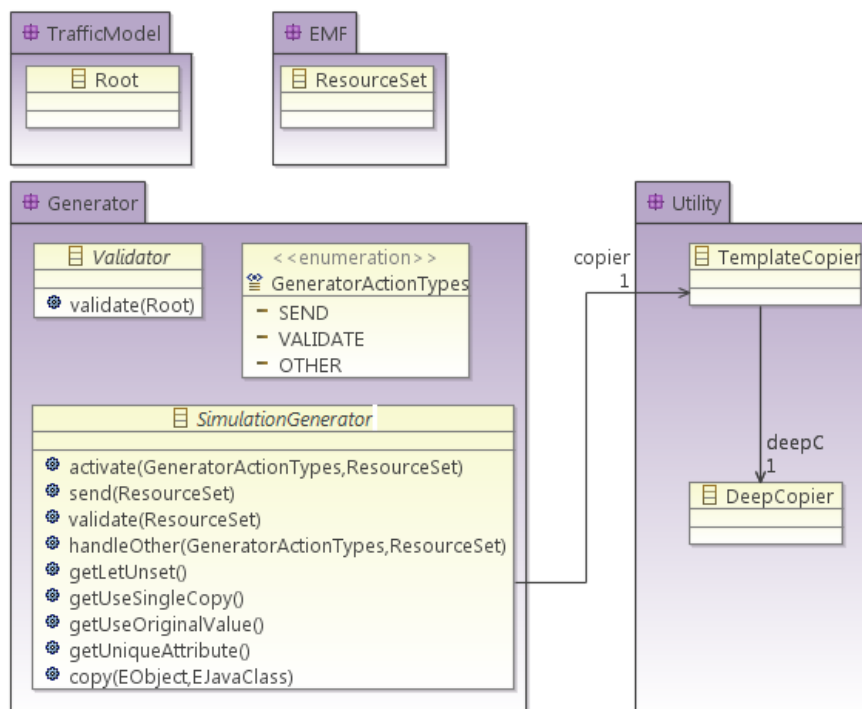 TrafficModel
EMF
Root
ResourceSet
Generator
Utility
Validator
validate(Root)
<<enumeration>>
GeneratorActionTypes
SEND
VALIDATE
OTHER
copier
1
TemplateCopier
SimulationGenerator
activate(GeneratorActionTypes,ResourceSet)
send(ResourceSet)
validate(ResourceSet)
handleOther(GeneratorActionTypes,ResourceSet)
getLetUnset()
getUseSingleCopy()
getUseOriginalValue()
getUniqueAttribute()
copy(EObject,EJavaClass)
deepC
1
DeepCopier